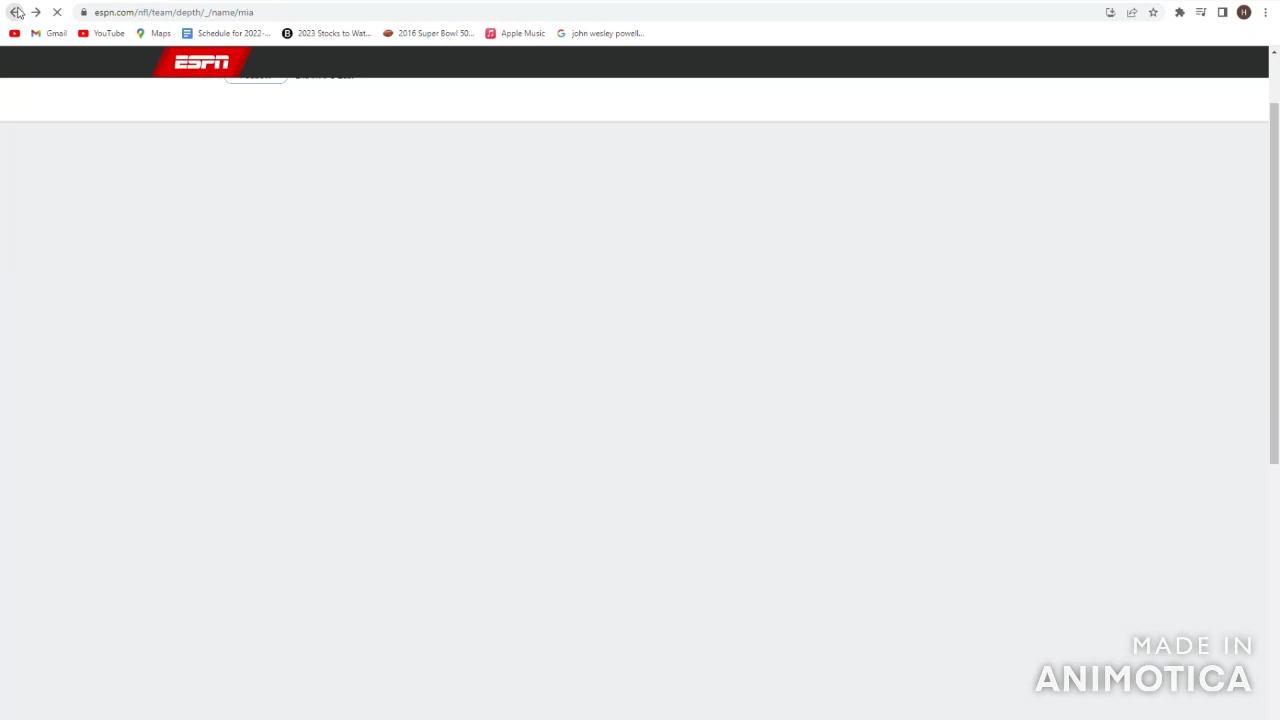 espn.com/nfl/team/depth/_/name/mia
H
Gmail YouTube Maps Schedule for 2022-... B 2023 Stocks to Wat... 2016 Super Bowl 50... Apple Music G john wesley powell...
ESPN
MADE IN
ANIMOTICA